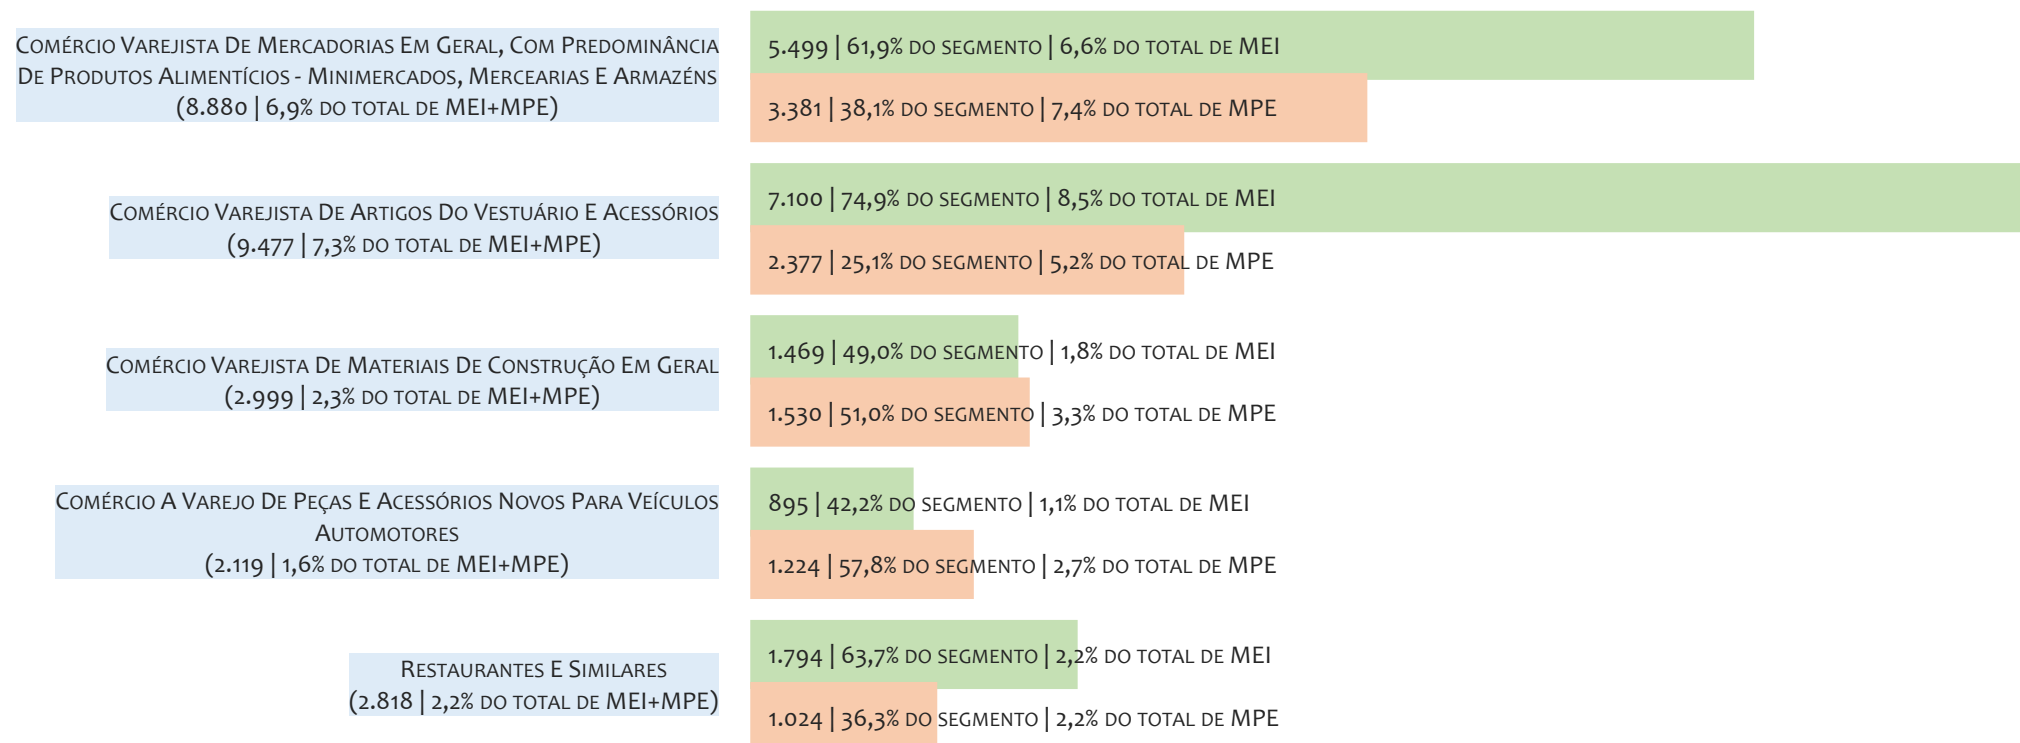 Comércio Varejista De Mercadorias Em Geral, Com Predominância
De Produtos Alimentícios - Minimercados, Mercearias E Armazéns
(8.880 | 6,9% do total de MEI+MPE)
5.499 | 61,9% do segmento | 6,6% do total de MEI
3.381 | 38,1% do segmento | 7,4% do total de MPE
Comércio Varejista De Artigos Do Vestuário E Acessórios
(9.477 | 7,3% do total de MEI+MPE)
7.100 | 74,9% do segmento | 8,5% do total de MEI
2.377 | 25,1% do segmento | 5,2% do total de MPE
Comércio Varejista De Materiais De Construção Em Geral
(2.999 | 2,3% do total de MEI+MPE)
1.469 | 49,0% do segmento | 1,8% do total de MEI
1.530 | 51,0% do segmento | 3,3% do total de MPE
Comércio A Varejo De Peças E Acessórios Novos Para Veículos
Automotores
(2.119 | 1,6% do total de MEI+MPE)
895 | 42,2% do segmento | 1,1% do total de MEI
1.224 | 57,8% do segmento | 2,7% do total de MPE
Restaurantes E Similares
(2.818 | 2,2% do total de MEI+MPE)
1.794 | 63,7% do segmento | 2,2% do total de MEI
1.024 | 36,3% do segmento | 2,2% do total de MPE